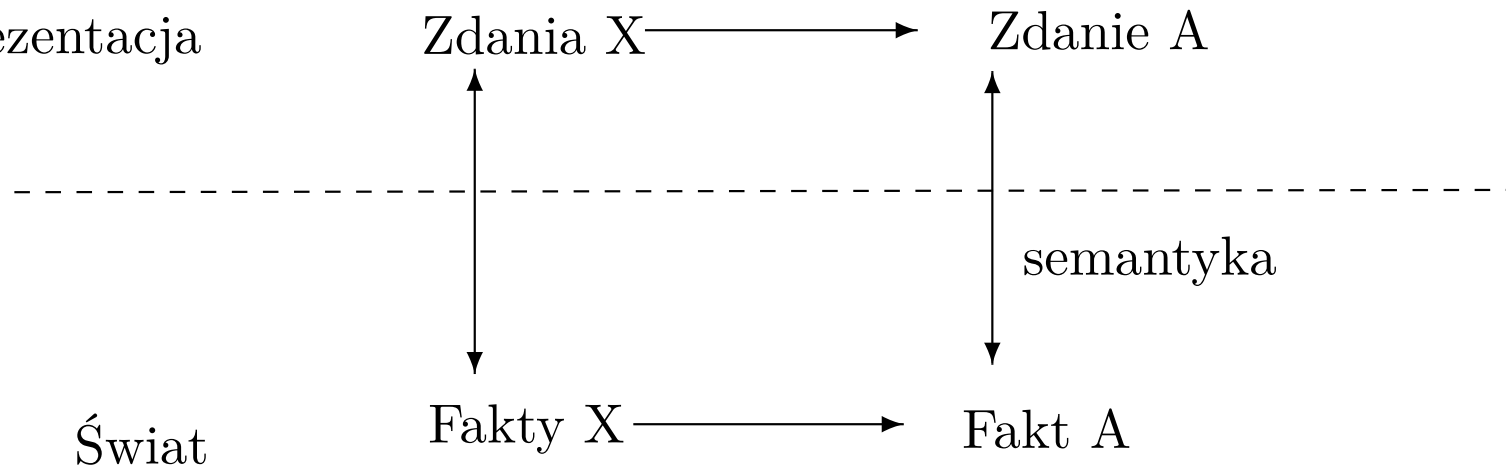 ezentacja Zdania X Zdanie A
semantyka
Świat Fakty X Fakt A